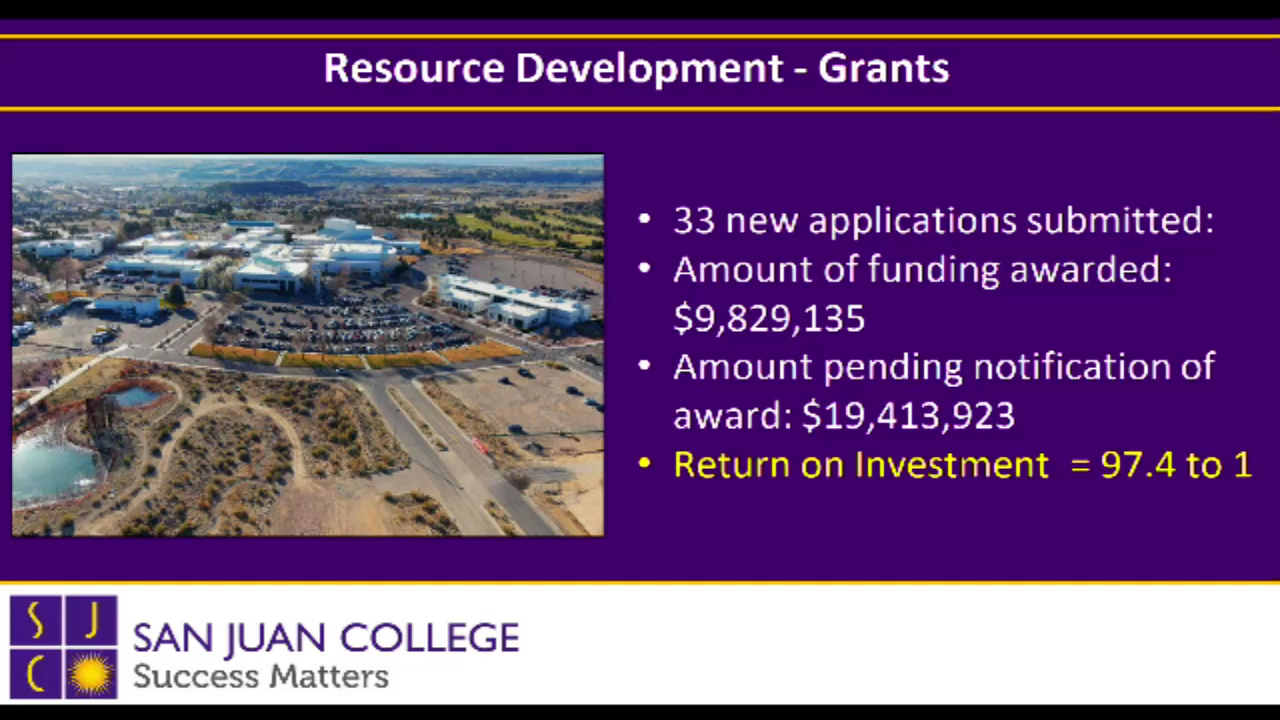 Resource Development - Grants
• 33 new applications submitted:
• Amount of funding awarded:
$9,829,135
• Amount pending notification of
award: $19,413,923
• Return on Investment = 97.4 to 1
S J
C
SAN JUAN COLLEGE
Success Matters